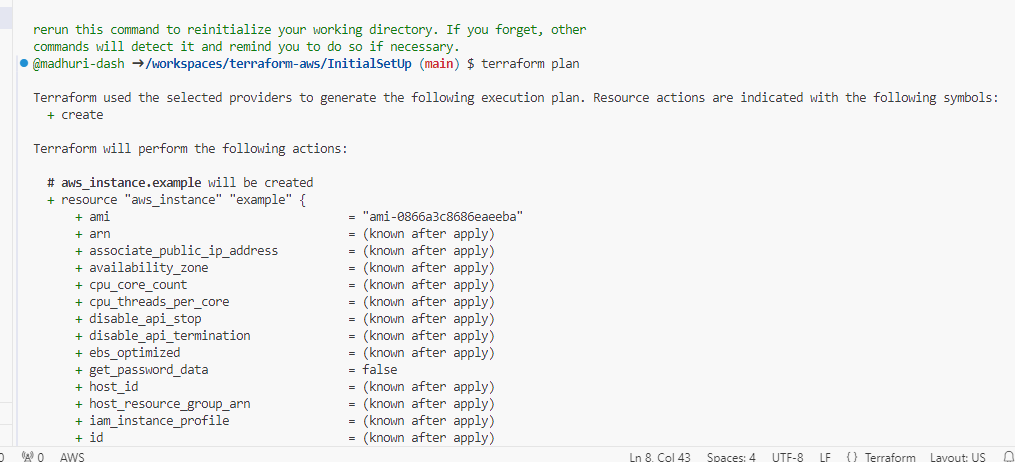 rerun this command to reinitialize your working directory. If you forget, other
commands will detect it and remind you to do so if necessary.
@madhuri-dash ➜/workspaces/terraform-aws/InitialSetUp (main) $ terraform plan
Terraform used the selected providers to generate the following execution plan. Resource actions are indicated with the following symbols:
+ create
Terraform will perform the following actions:
# aws_instance.example will be created
+ resource "aws_instance" "example" {
+ ami = "ami-0866a3c8686eaeeba"
+ arn = (known after apply)
+ associate_public_ip_address = (known after apply)
+ availability_zone = (known after apply)
+ cpu_core_count = (known after apply)
+ cpu_threads_per_core = (known after apply)
+ disable_api_stop = (known after apply)
+ disable_api_termination = (known after apply)
+ ebs_optimized = (known after apply)
+ get_password_data = false
+ host_id = (known after apply)
+ host_resource_group_arn = (known after apply)
+ iam_instance_profile = (known after apply)
+ id = (known after apply)
0 AWS Ln 8, Col 43 Spaces: 4 UTF-8 LF {} Terraform Layout: US